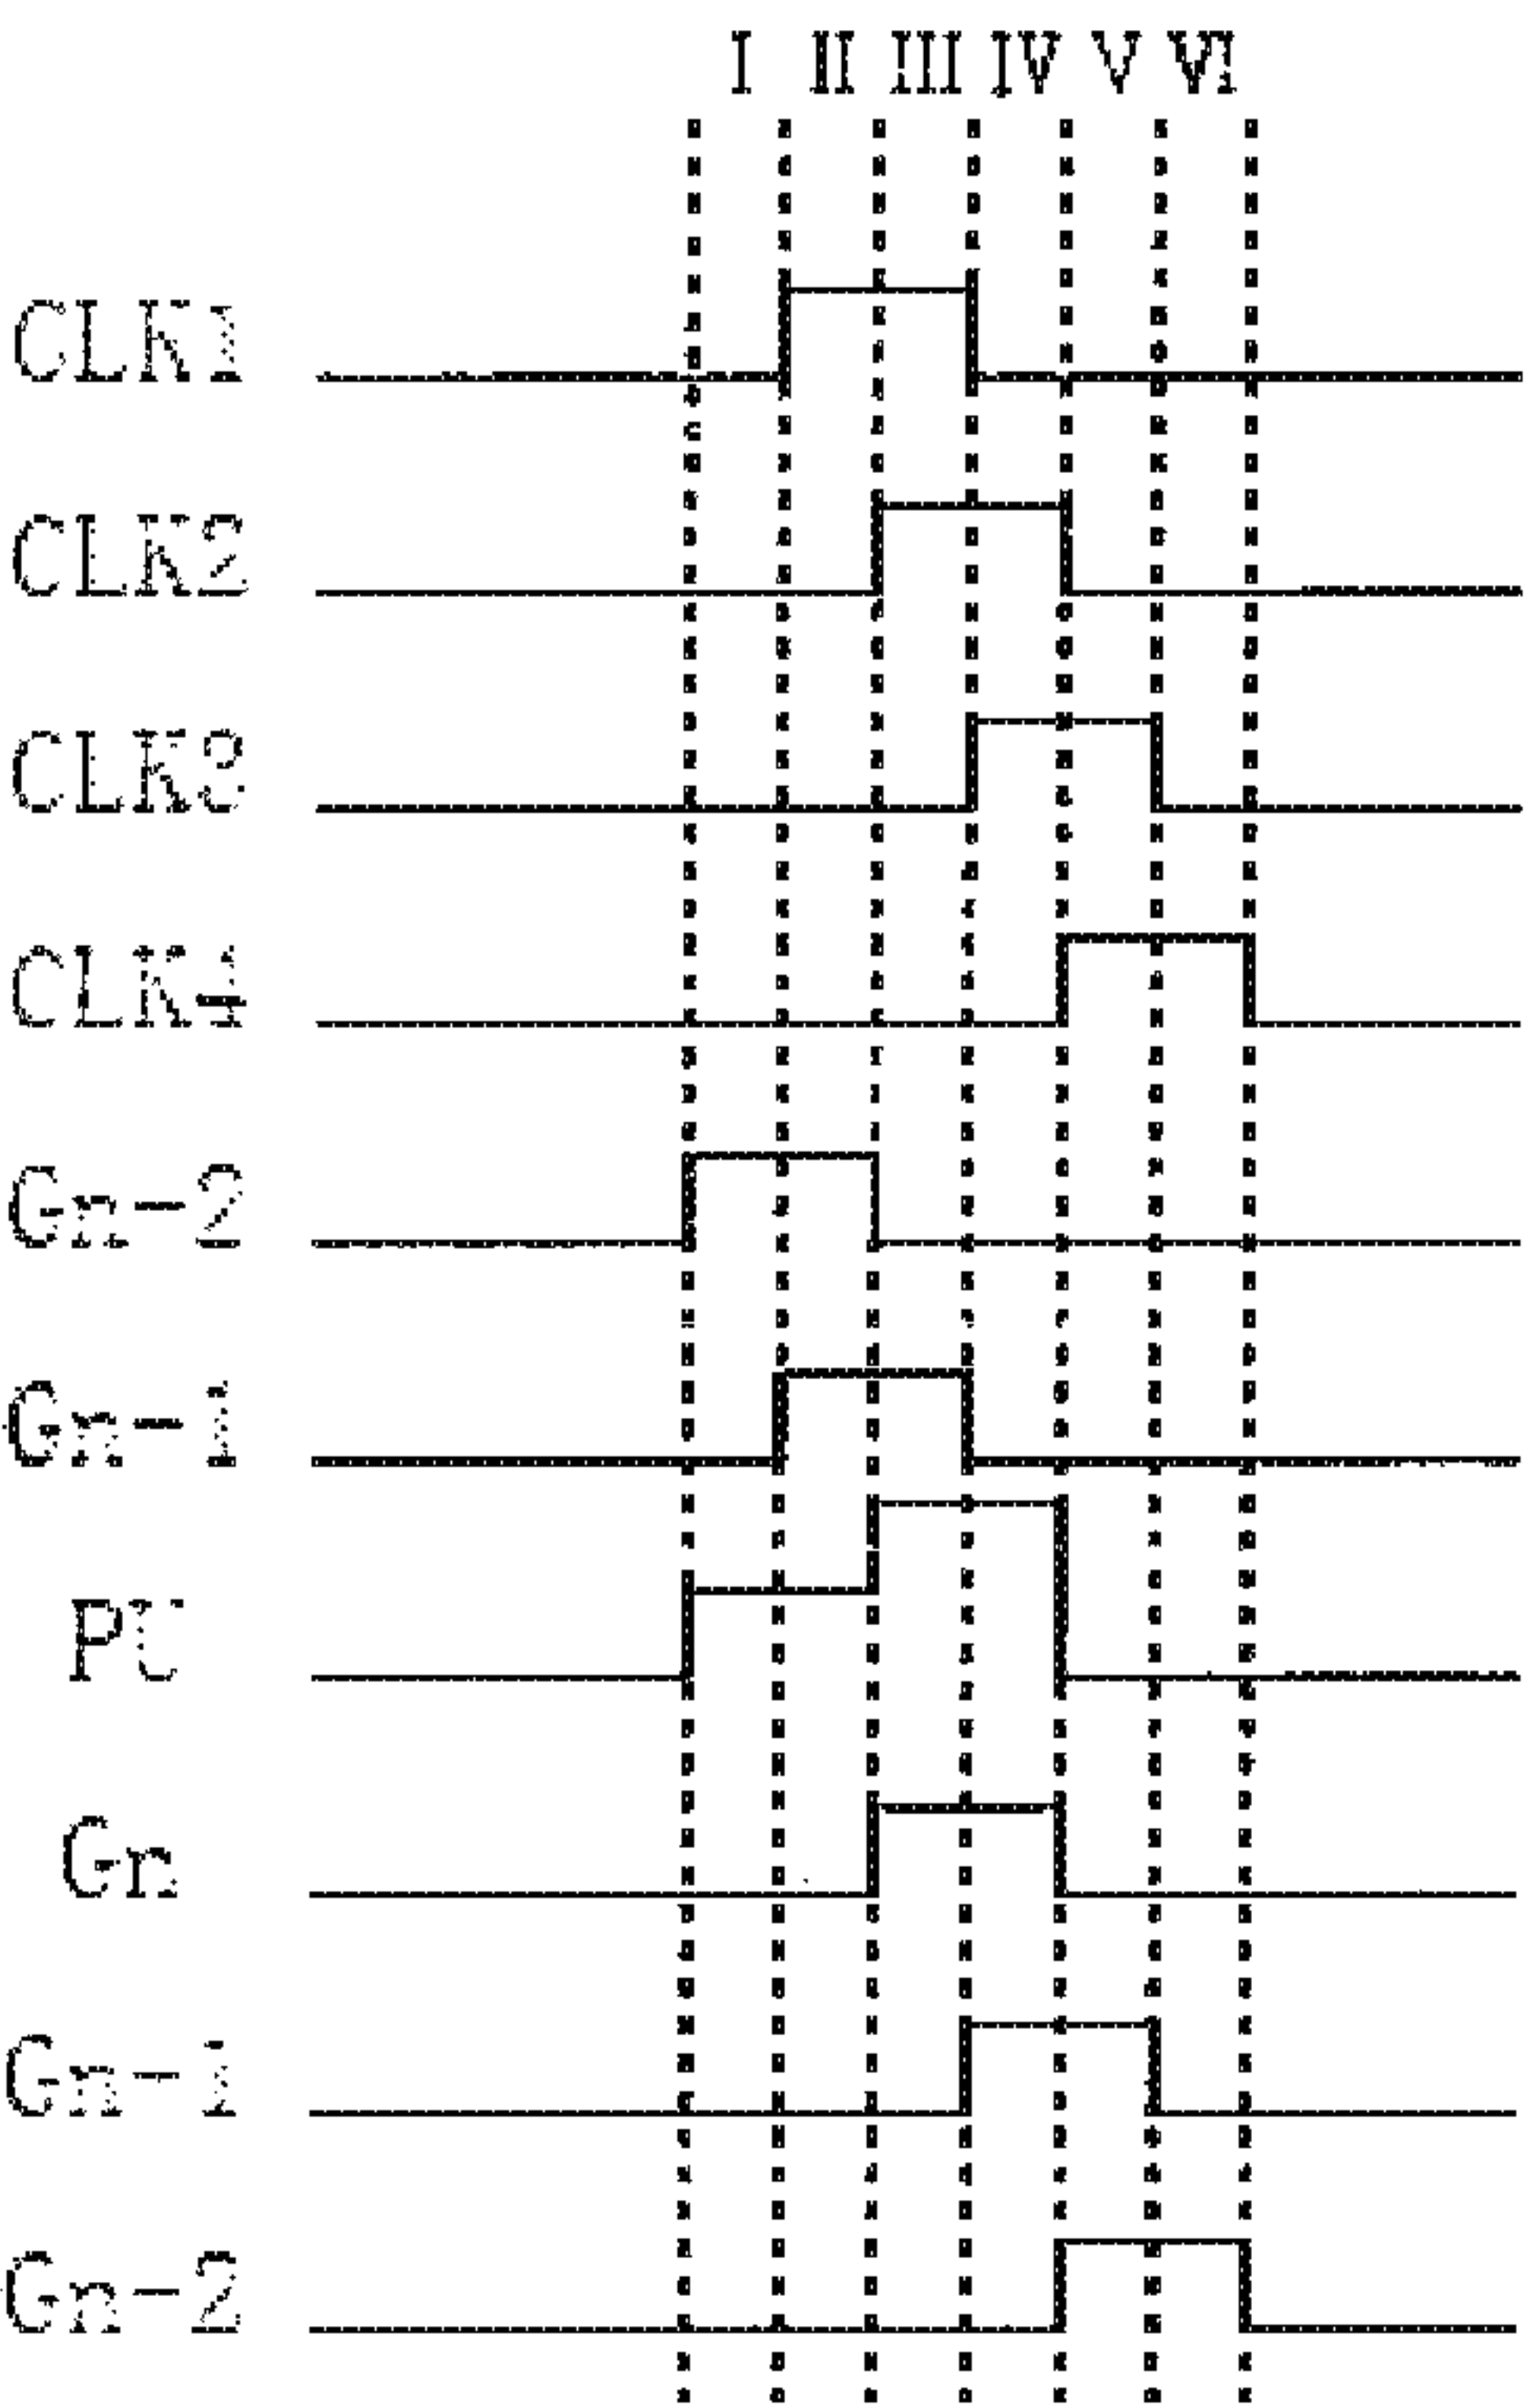 I II III IV V VI
CLK1
CLK2
CLK3
CLK4
Gn-2
Gn-1
PU
Gn
Gn-1
Gn-2